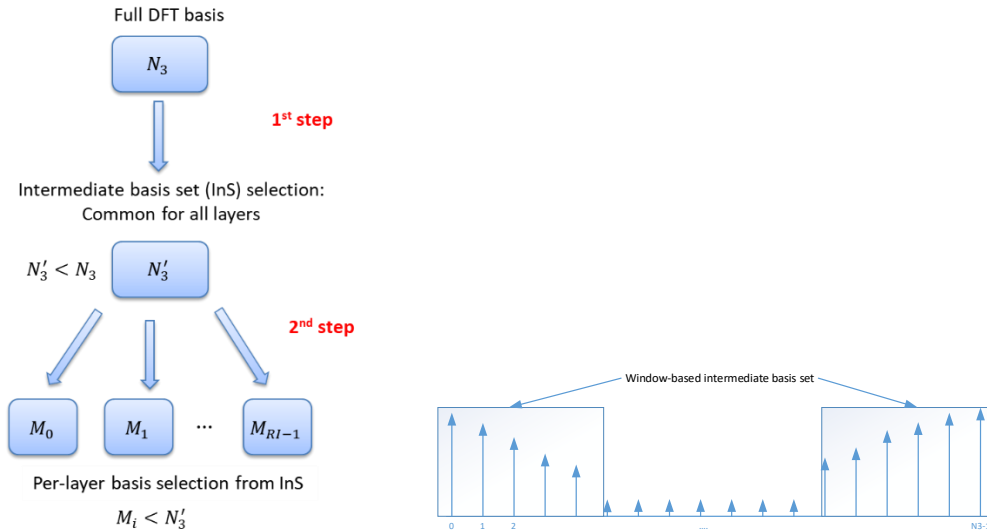 Full DFT basis
N₃
1ˢᵗ step
Intermediate basis set (InS) selection:
Common for all layers
N₃′ < N₃
N₃′
2ⁿᵈ step
M₀
M₁
...
M_{RI−1}
Per-layer basis selection from InS
Mᵢ < N₃′
Window-based intermediate basis set
0
1
2
....